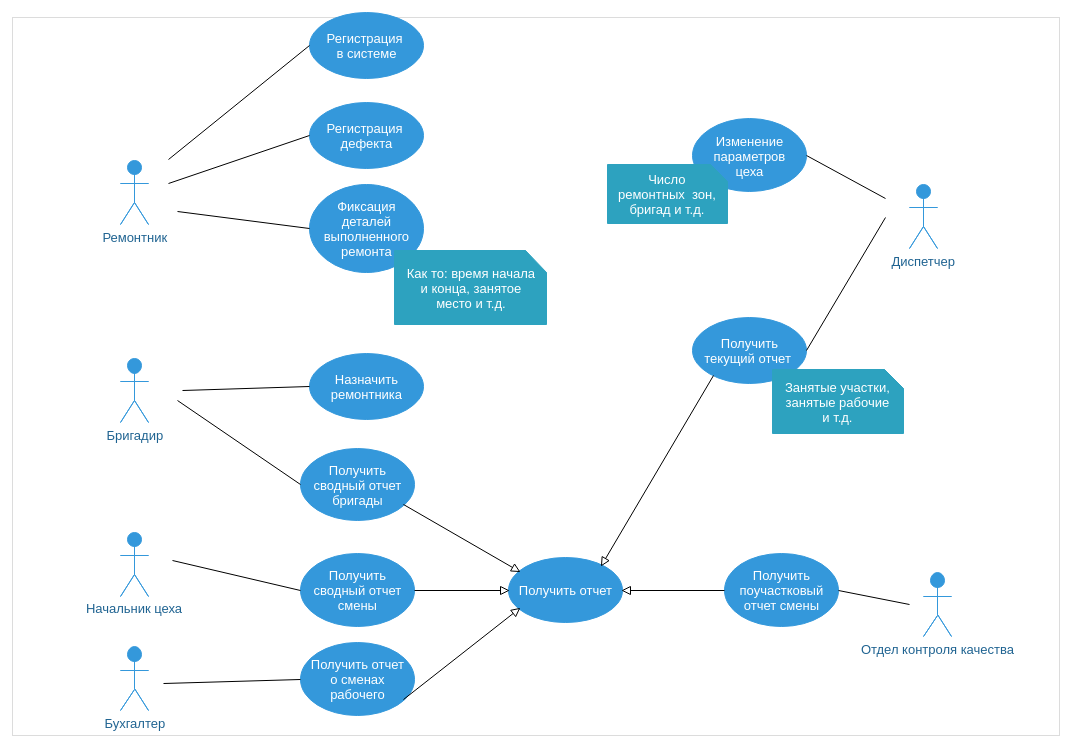 Регистрация
в системе
Регистрация
дефекта
Фиксация
деталей
выполненного
ремонта
Как то: время начала
и конца, занятое
место и т.д.
Ремонтник
Изменение
параметров
цеха
Число
ремонтных  зон,
бригад и т.д.
Диспетчер
Получить
текущий отчет
Занятые участки,
занятые рабочие
и т.д.
Назначить
ремонтника
Бригадир
Получить
сводный отчет
бригады
Начальник цеха
Получить
сводный отчет
смены
Получить отчет
Получить
поучастковый
отчет смены
Отдел контроля качества
Получить отчет
о сменах
рабочего
Бухгалтер